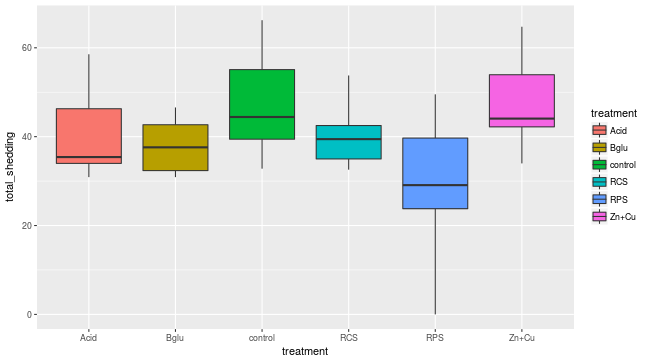 total_shedding
60
40
20
0
Acid
Bglu
control
RCS
RPS
Zn+Cu
treatment
treatment
Acid
Bglu
control
RCS
RPS
Zn+Cu